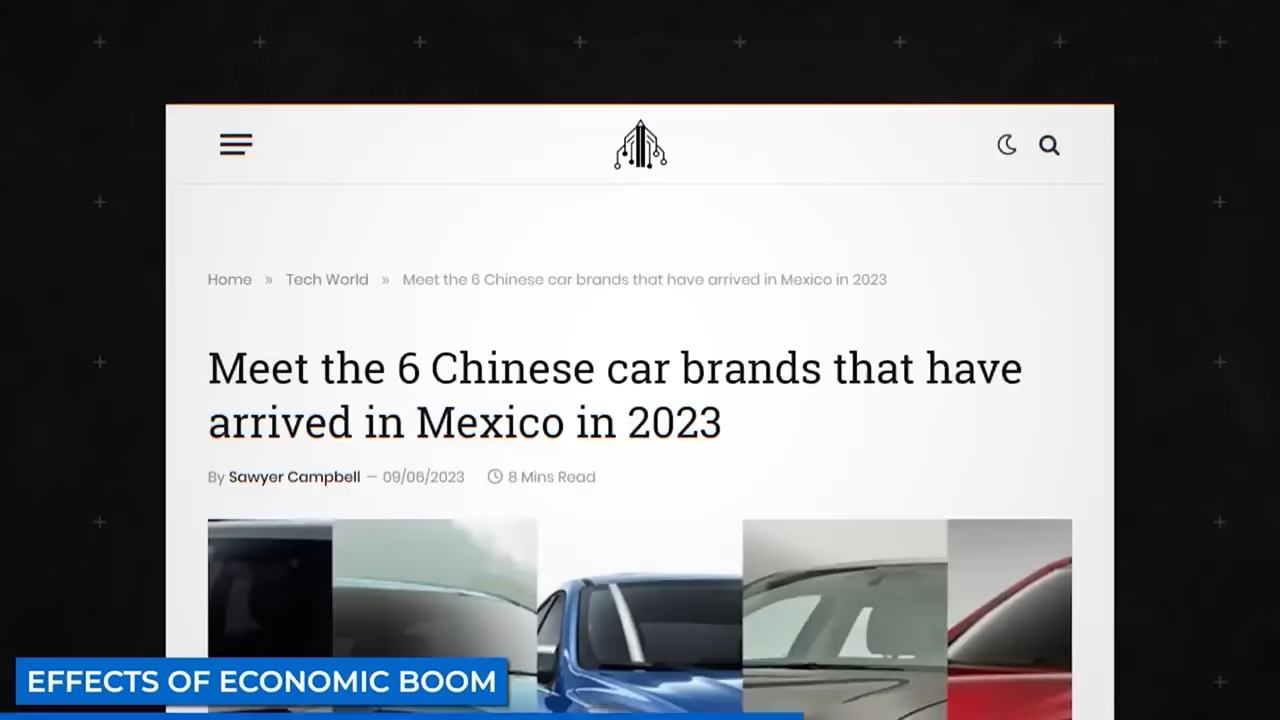 Home » Tech World » Meet the 6 Chinese car brands that have arrived in Mexico in 2023
Meet the 6 Chinese car brands that have
arrived in Mexico in 2023
By Sawyer Campbell — 09/06/2023 8 Mins Read
EFFECTS OF ECONOMIC BOOM